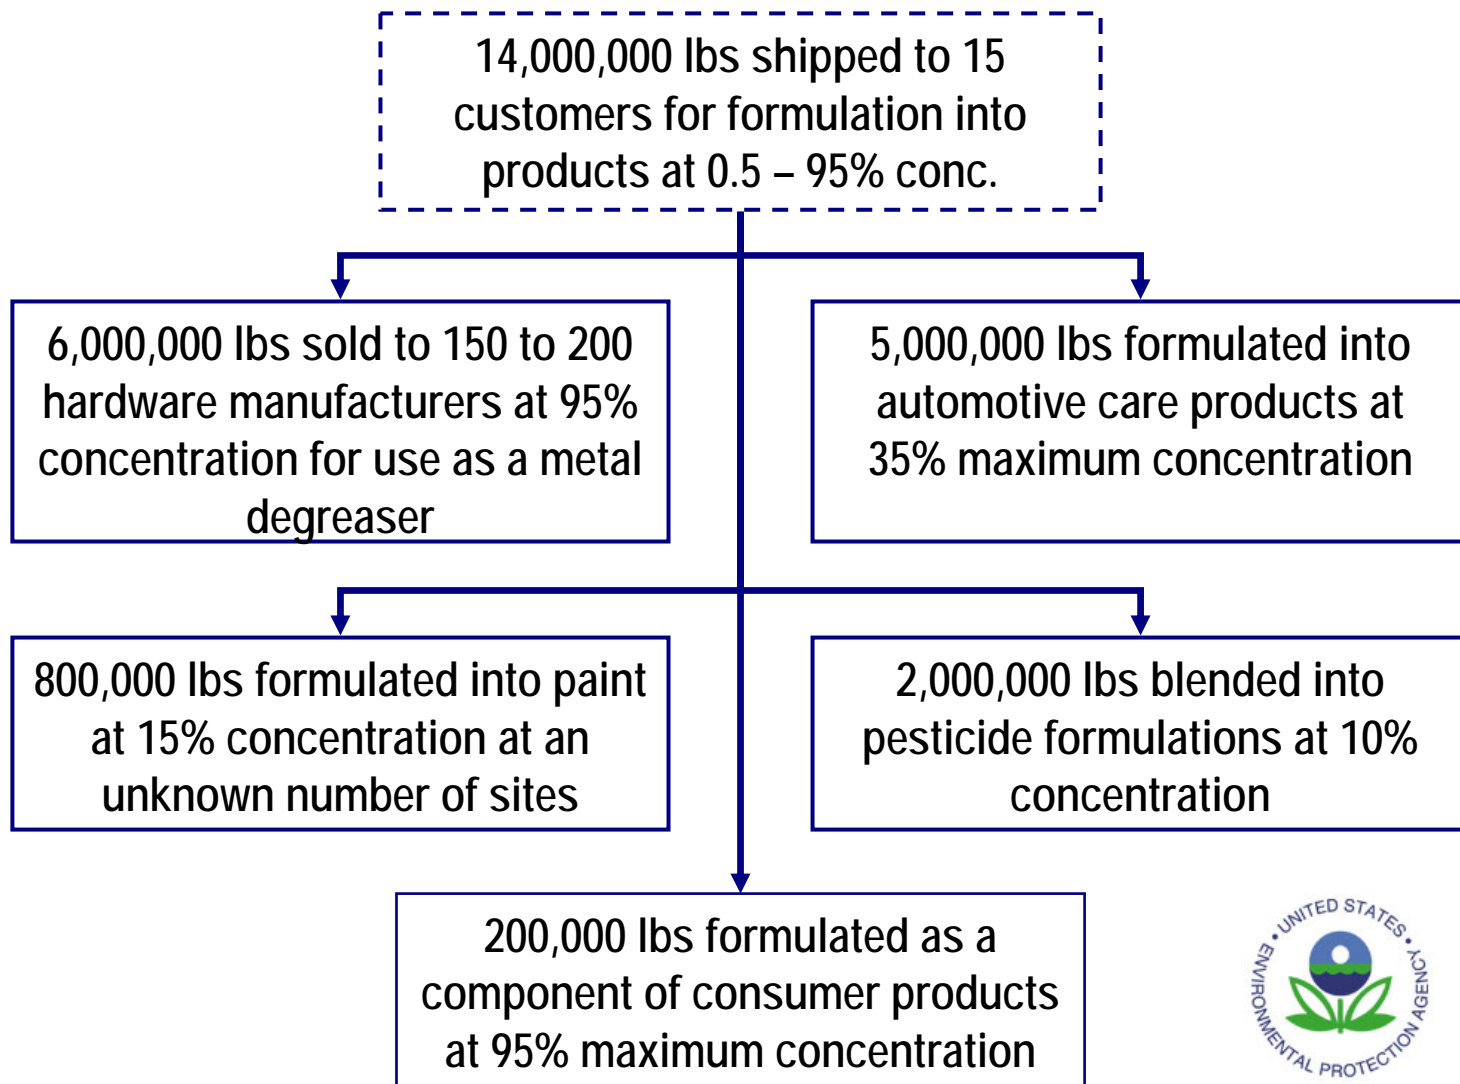 14,000,000 lbs shipped to 15
customers for formulation into
products at 0.5 – 95% conc.
6,000,000 lbs sold to 150 to 200
hardware manufacturers at 95%
concentration for use as a metal
degreaser
5,000,000 lbs formulated into
automotive care products at
35% maximum concentration
800,000 lbs formulated into paint
at 15% concentration at an
unknown number of sites
2,000,000 lbs blended into
pesticide formulations at 10%
concentration
200,000 lbs formulated as a
component of consumer products
at 95% maximum concentration
• UNITED STATES •
ENVIRONMENTAL PROTECTION AGENCY